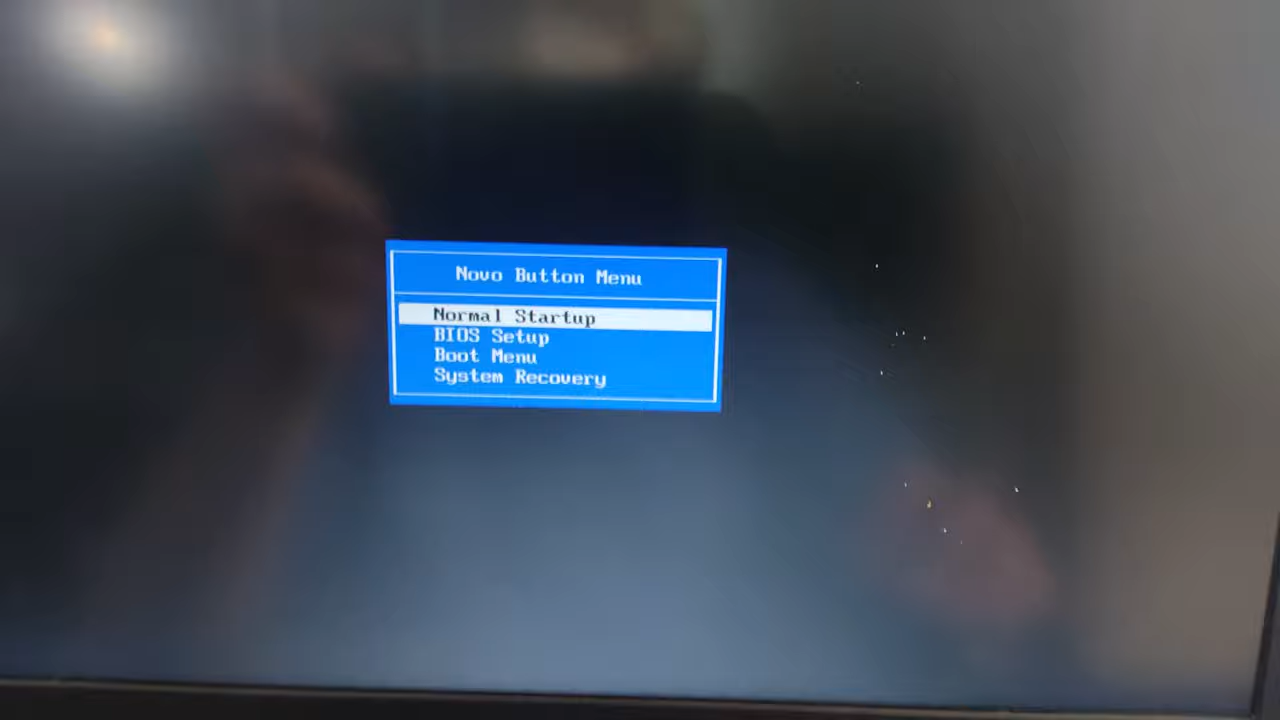 Novo Button Menu
Normal Startup
BIOS Setup
Boot Menu
System Recovery